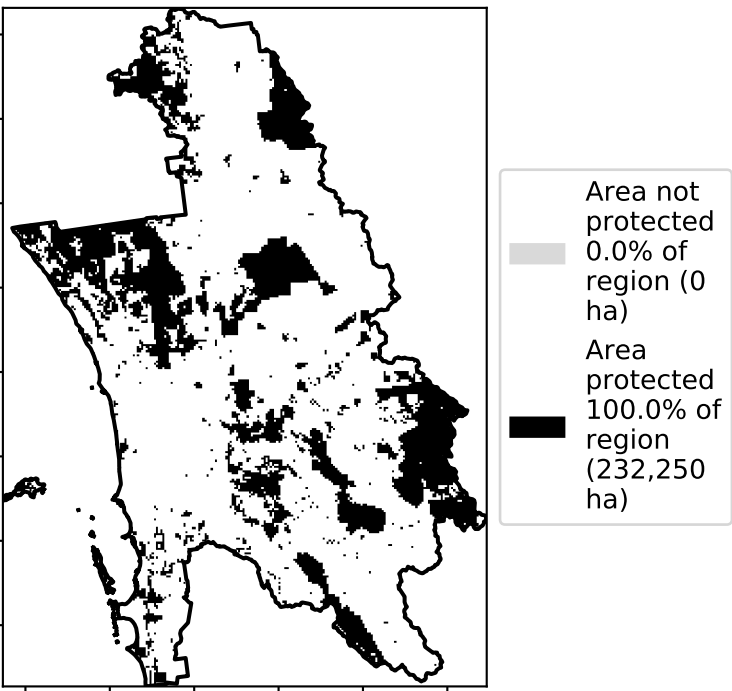 Area not
protected
0.0% of
region (0
ha)
Area
protected
100.0% of
region
(232,250
ha)